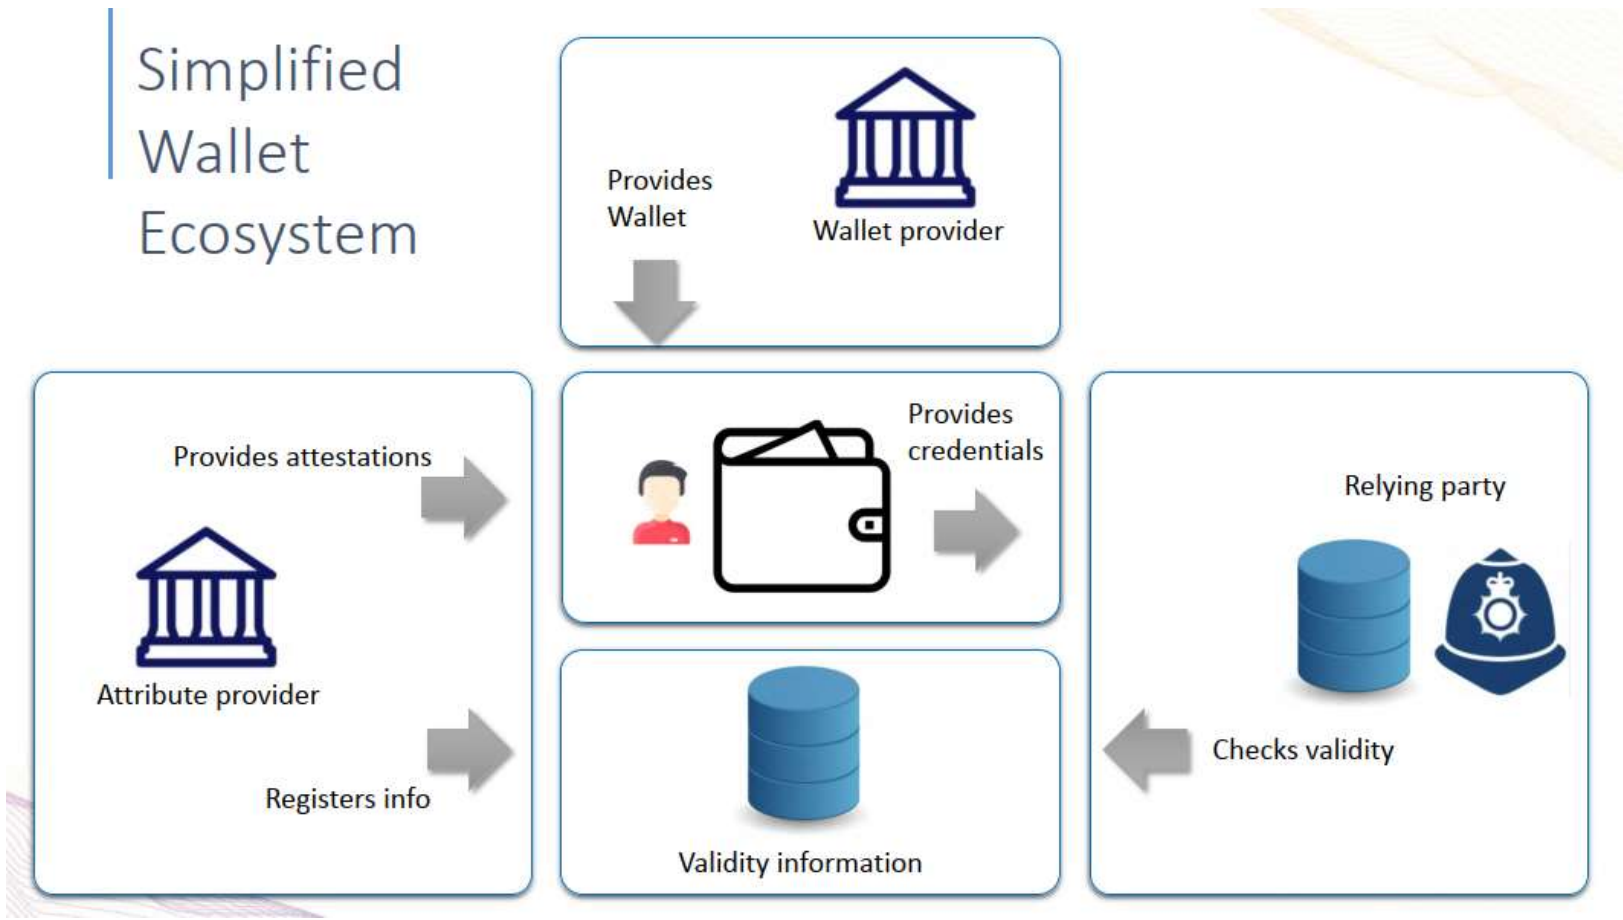 Simplified
Wallet
Ecosystem
Provides
Wallet
Wallet provider
Provides attestations
Attribute provider
Registers info
Provides
credentials
Validity information
Relying party
Checks validity